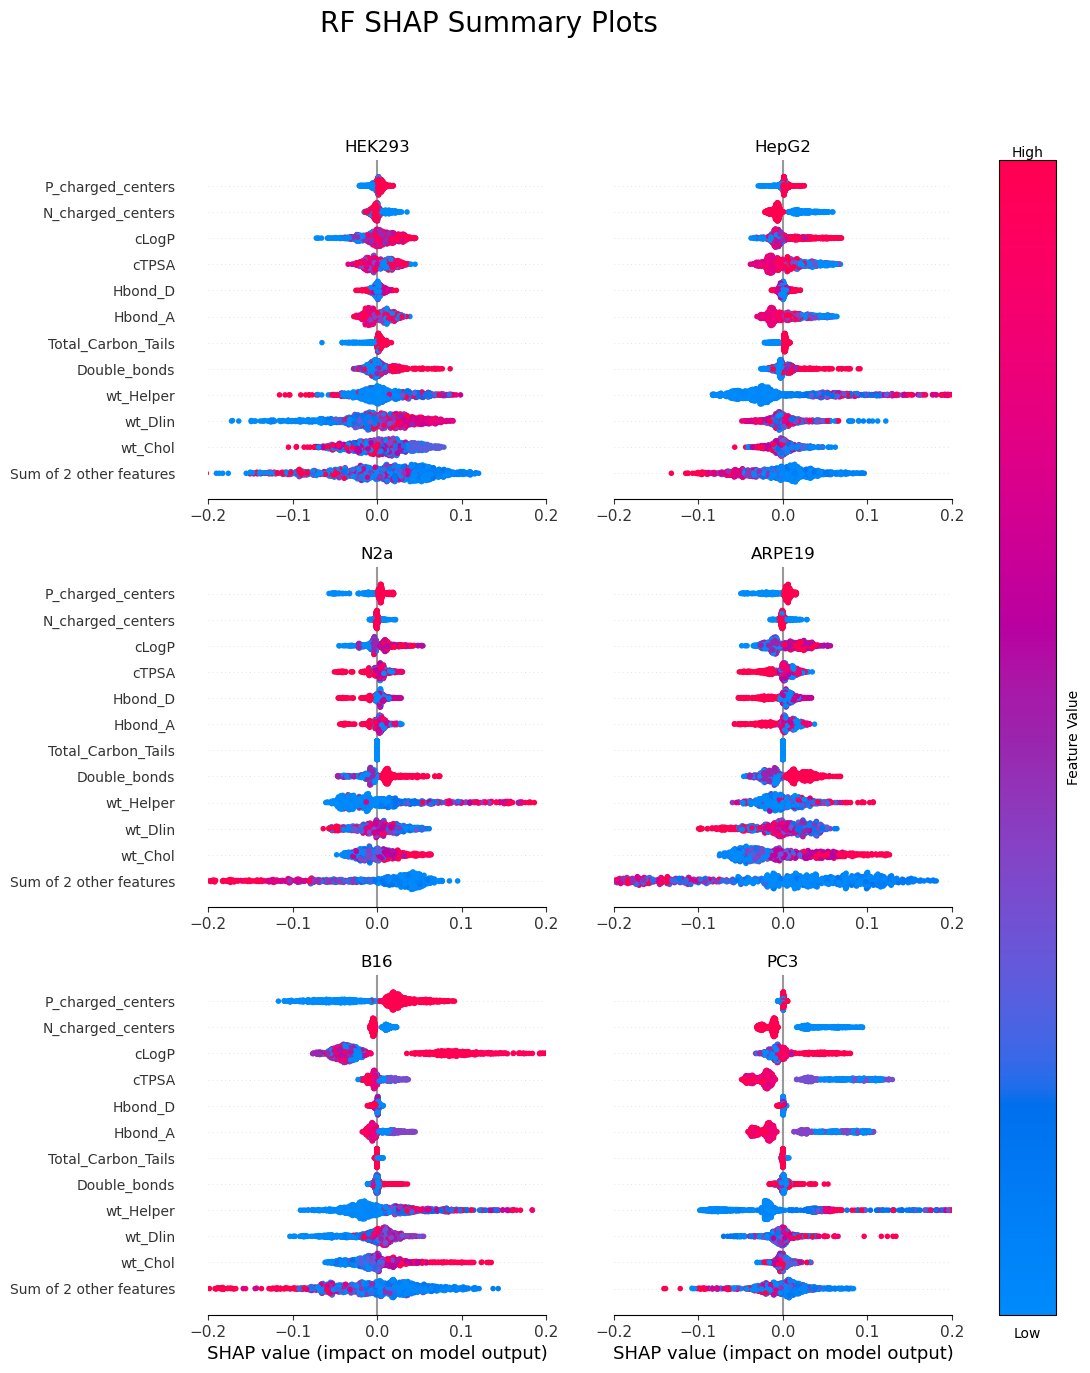 RF SHAP Summary Plots
HEK293
HepG2
High
P_charged_centers
N_charged_centers
cLogP
cTPSA
Hbond_D
Hbond_A
Total_Carbon_Tails
Double_bonds
wt_Helper
wt_Dlin
wt_Chol
Sum of 2 other features
−0.2 −0.1 0.0 0.1 0.2
−0.2 −0.1 0.0 0.1 0.2
N2a
ARPE19
P_charged_centers
N_charged_centers
cLogP
cTPSA
Hbond_D
Hbond_A
Total_Carbon_Tails
Double_bonds
wt_Helper
wt_Dlin
wt_Chol
Sum of 2 other features
−0.2 −0.1 0.0 0.1 0.2
−0.2 −0.1 0.0 0.1 0.2
Feature Value
B16
PC3
P_charged_centers
N_charged_centers
cLogP
cTPSA
Hbond_D
Hbond_A
Total_Carbon_Tails
Double_bonds
wt_Helper
wt_Dlin
wt_Chol
Sum of 2 other features
−0.2 −0.1 0.0 0.1 0.2
−0.2 −0.1 0.0 0.1 0.2
SHAP value (impact on model output)
SHAP value (impact on model output)
Low